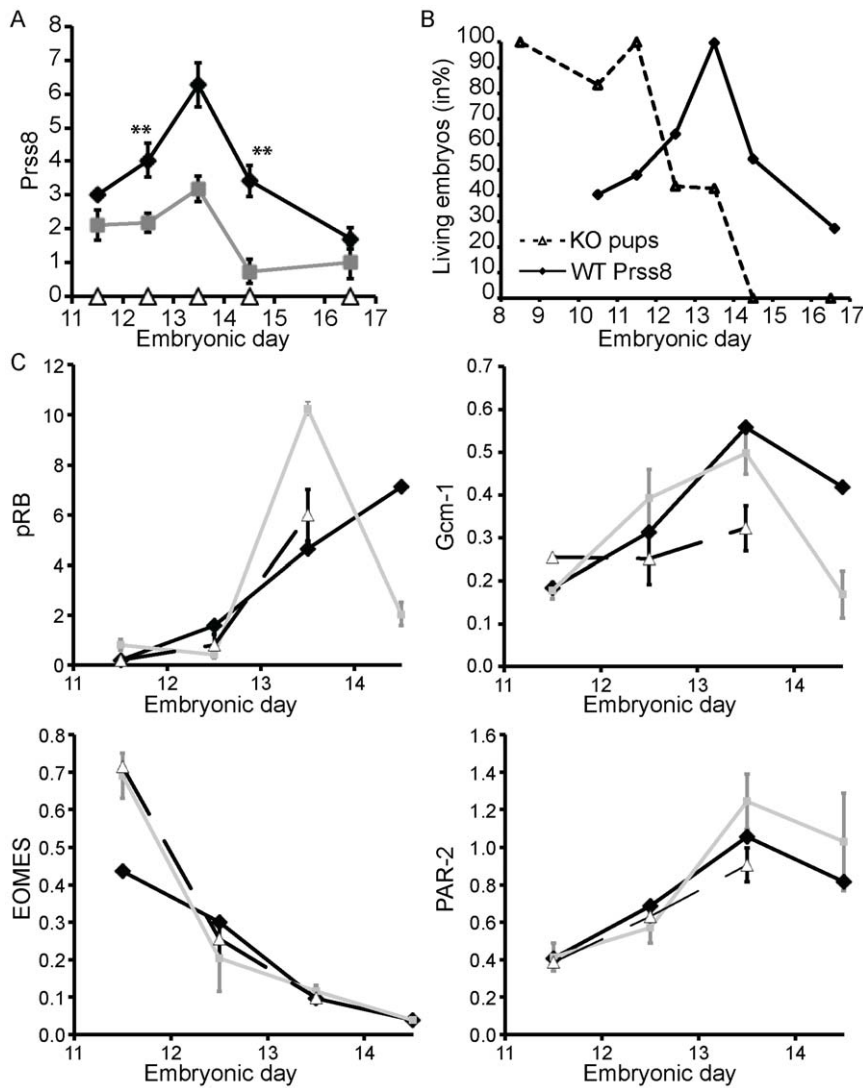 A
B
8
7
6
5
4
3
2
1
0
Prss8
**
**
11 12 13 14 15 16 17
Embryonic day
100
90
80
70
60
50
40
30
20
10
0
Living embryos (in%)
KO pups
WT Prss8
8 9 10 11 12 13 14 15 16 17
Embryonic day
C
12
10
8
6
4
2
0
pRB
11 12 13 14
Embryonic day
0.7
0.6
0.5
0.4
0.3
0.2
0.1
0.0
Gcm-1
11 12 13 14
Embryonic day
0.8
0.7
0.6
0.5
0.4
0.3
0.2
0.1
0.0
EOMES
11 12 13 14
Embryonic day
1.6
1.4
1.2
1.0
0.8
0.6
0.4
0.2
0.0
PAR-2
11 12 13 14
Embryonic day